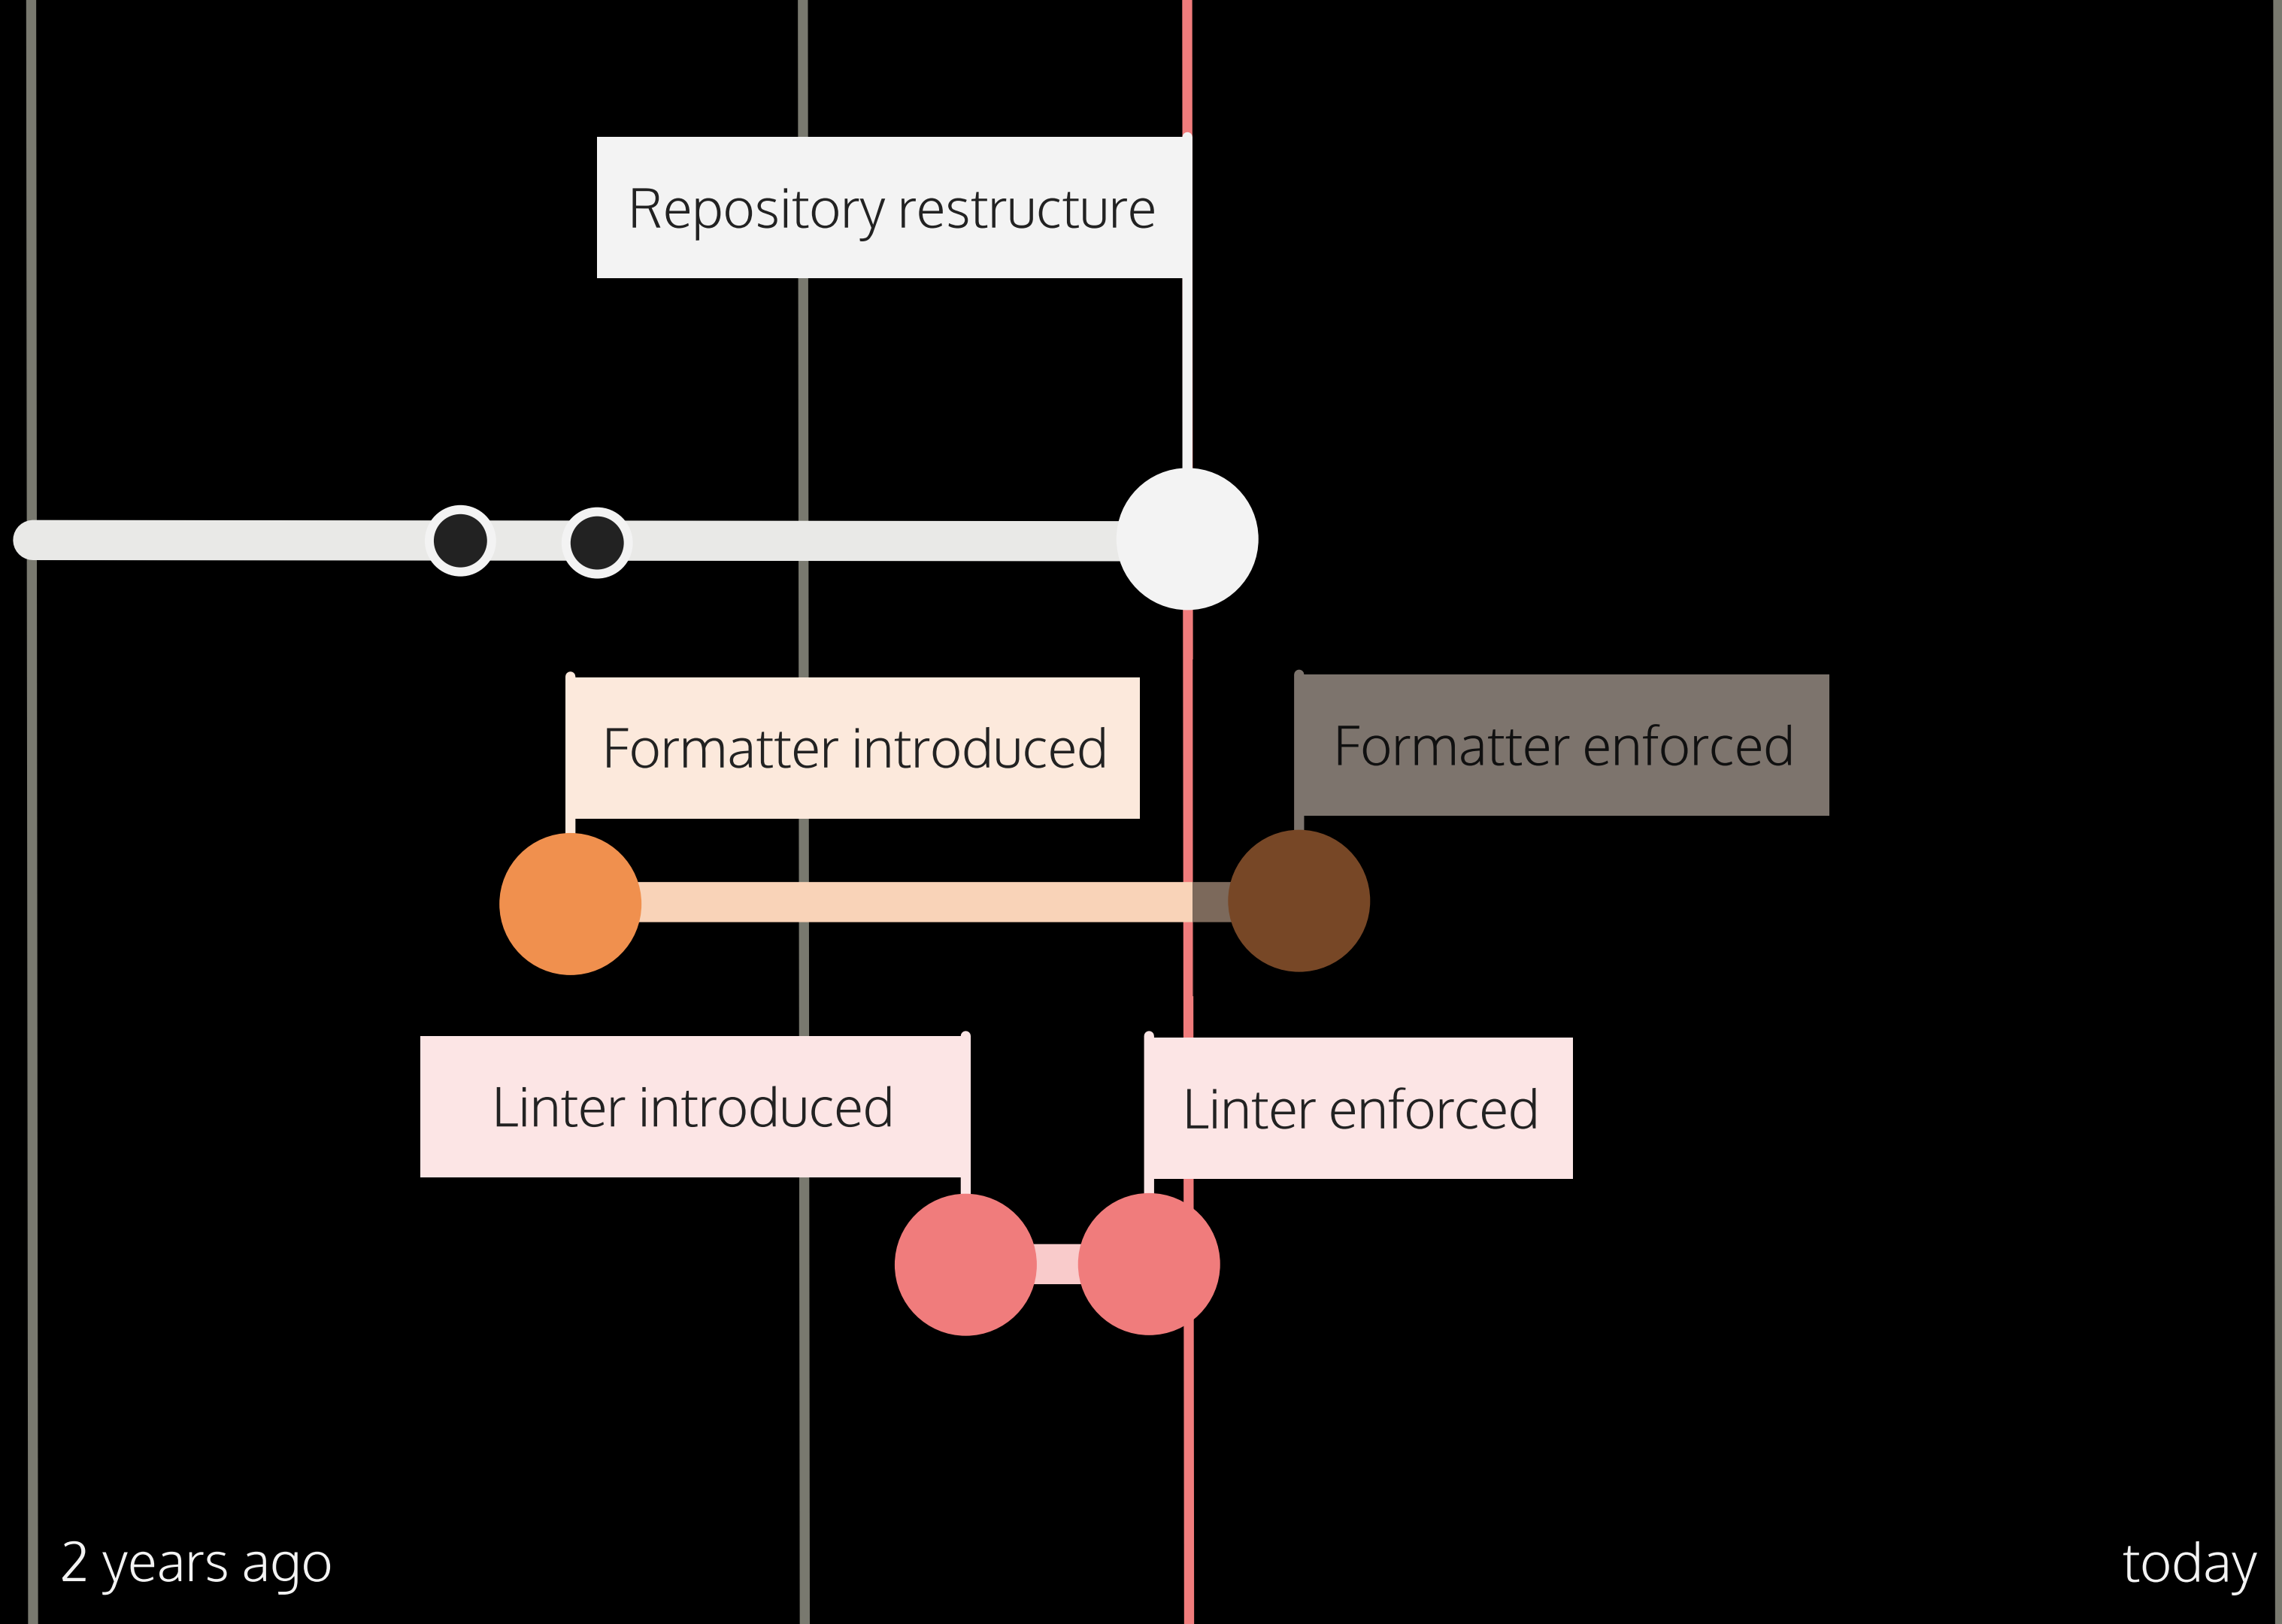 Repository restructure
Formatter introduced
Formatter enforced
Linter introduced
Linter enforced
2 years ago
today